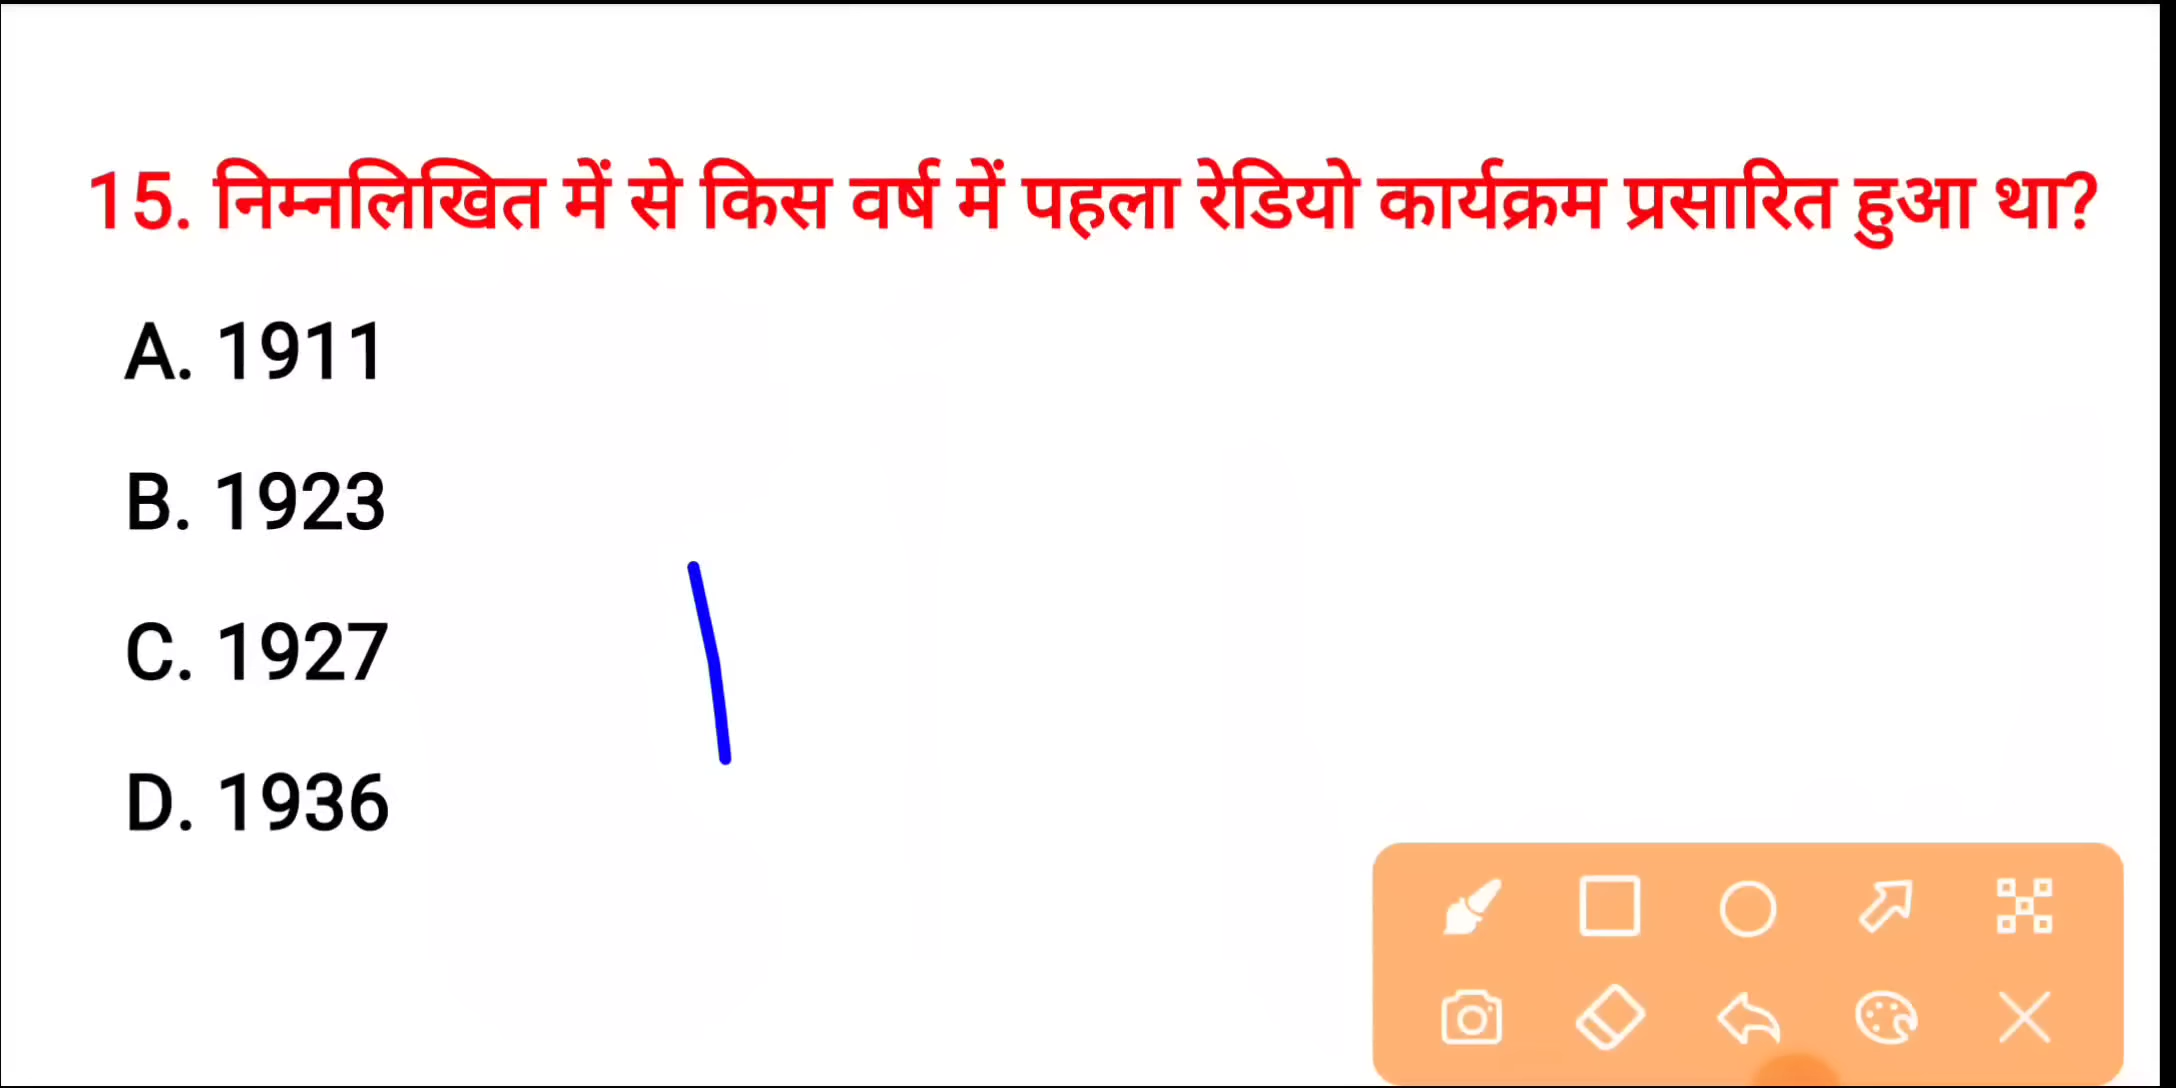 15. निम्नलिखित में से किस वर्ष में पहला रेडियो कार्यक्रम प्रसारित हुआ था?
A. 1911
B. 1923
C. 1927
D. 1936